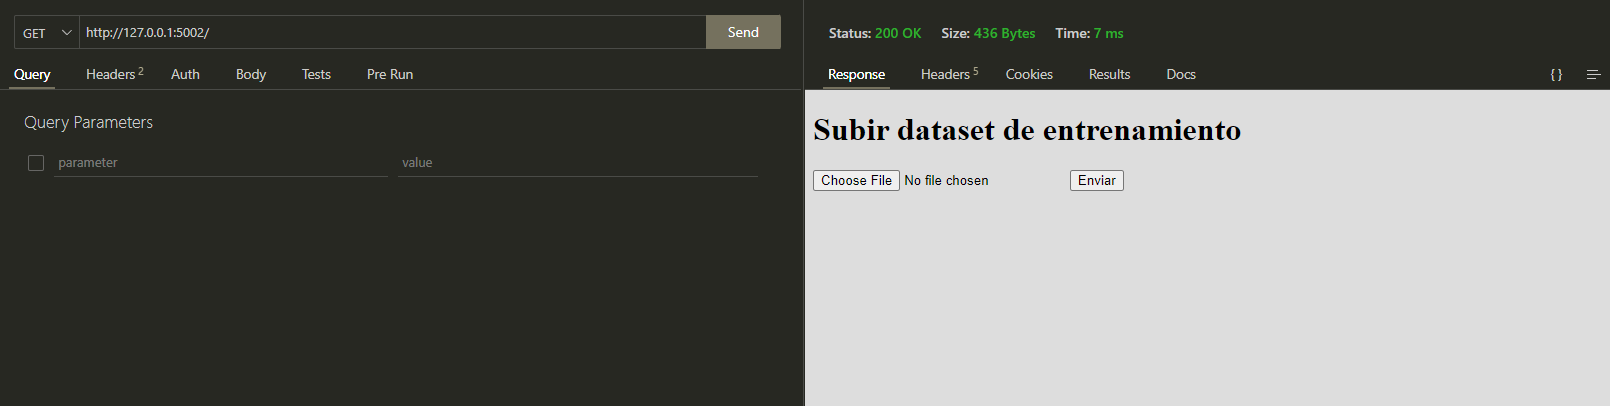 GET http://127.0.0.1:5002/ Send
Query Headers 2 Auth Body Tests Pre Run
Query Parameters
parameter value
Status: 200 OK Size: 436 Bytes Time: 7 ms
Response Headers 5 Cookies Results Docs {}
Subir dataset de entrenamiento
Choose File No file chosen Enviar